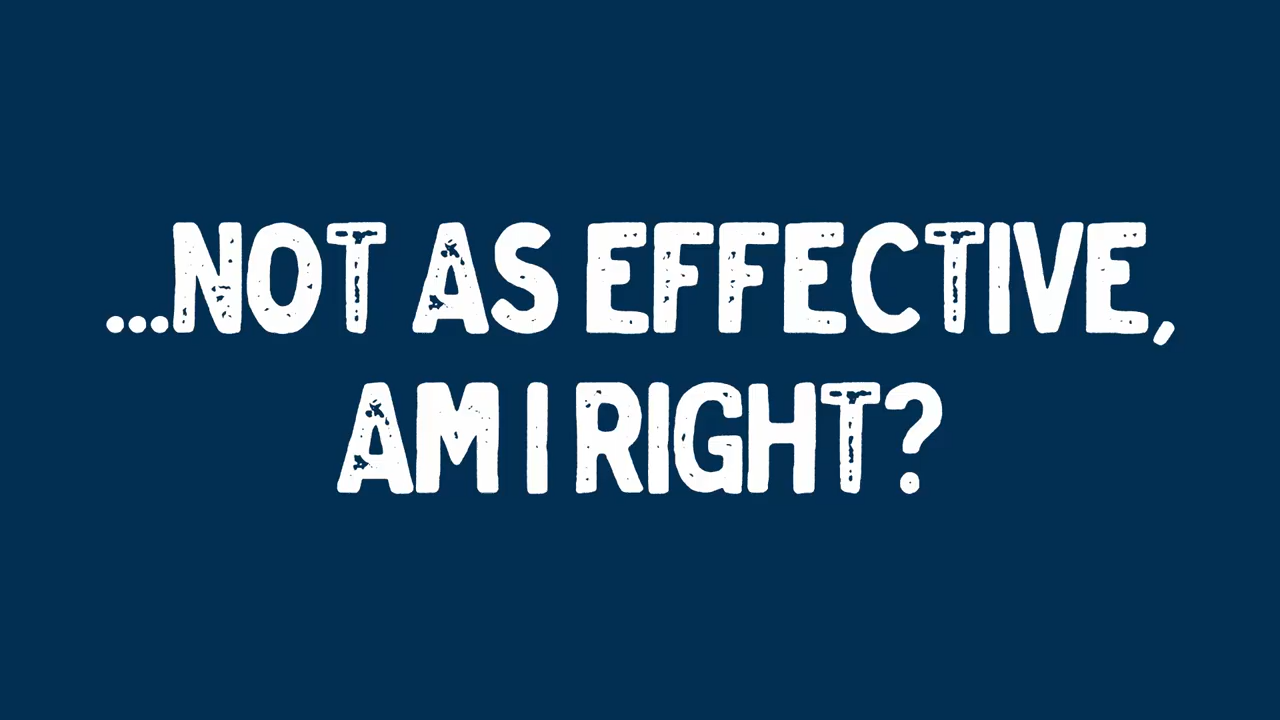 ...NOT AS EFFECTIVE,
AM I RIGHT?